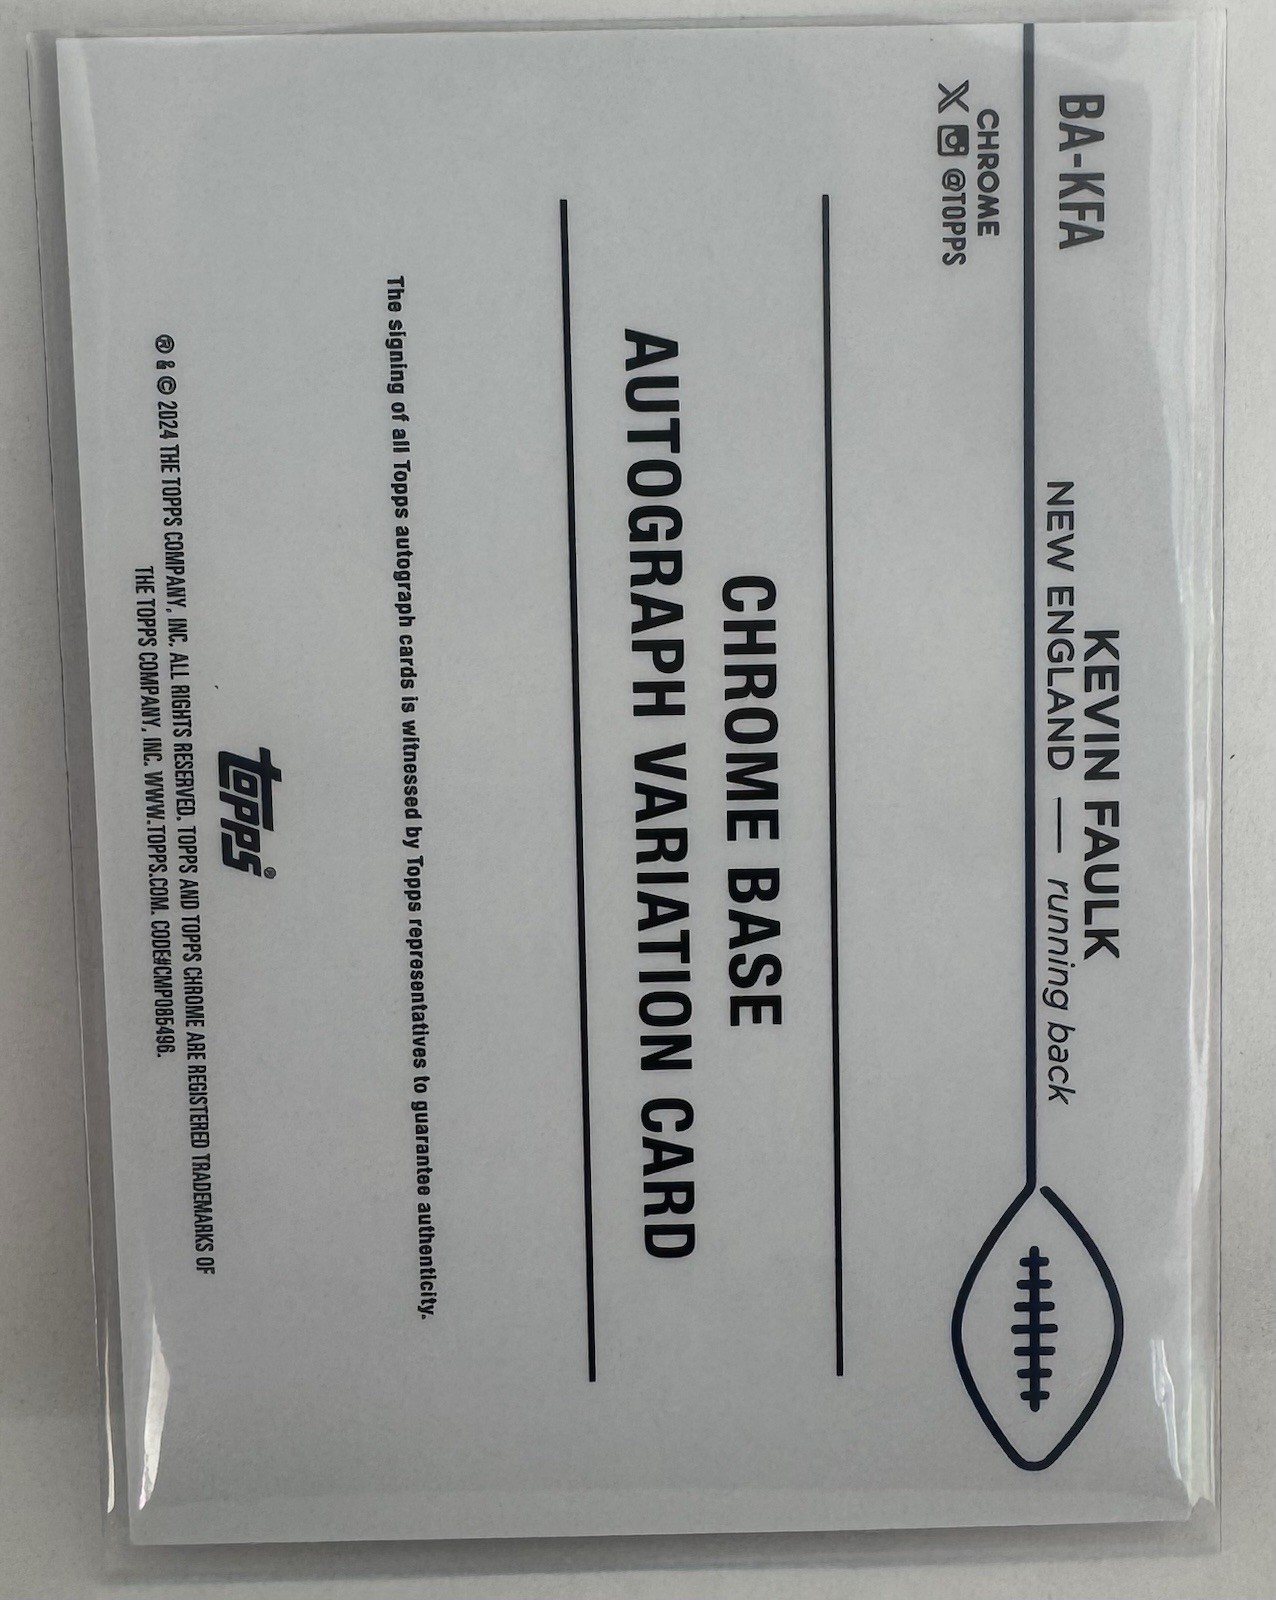 BA-KFA
KEVIN FAULK
NEW ENGLAND — running back
CHROME
X @TOPPS
CHROME BASE
AUTOGRAPH VARIATION CARD
The signing of all Topps autograph cards is witnessed by Topps representatives to guarantee authenticity.
topps®
® & © 2024 THE TOPPS COMPANY, INC. ALL RIGHTS RESERVED. TOPPS AND TOPPS CHROME ARE REGISTERED TRADEMARKS OF
THE TOPPS COMPANY, INC. WWW.TOPPS.COM. CODE#CMP085496.